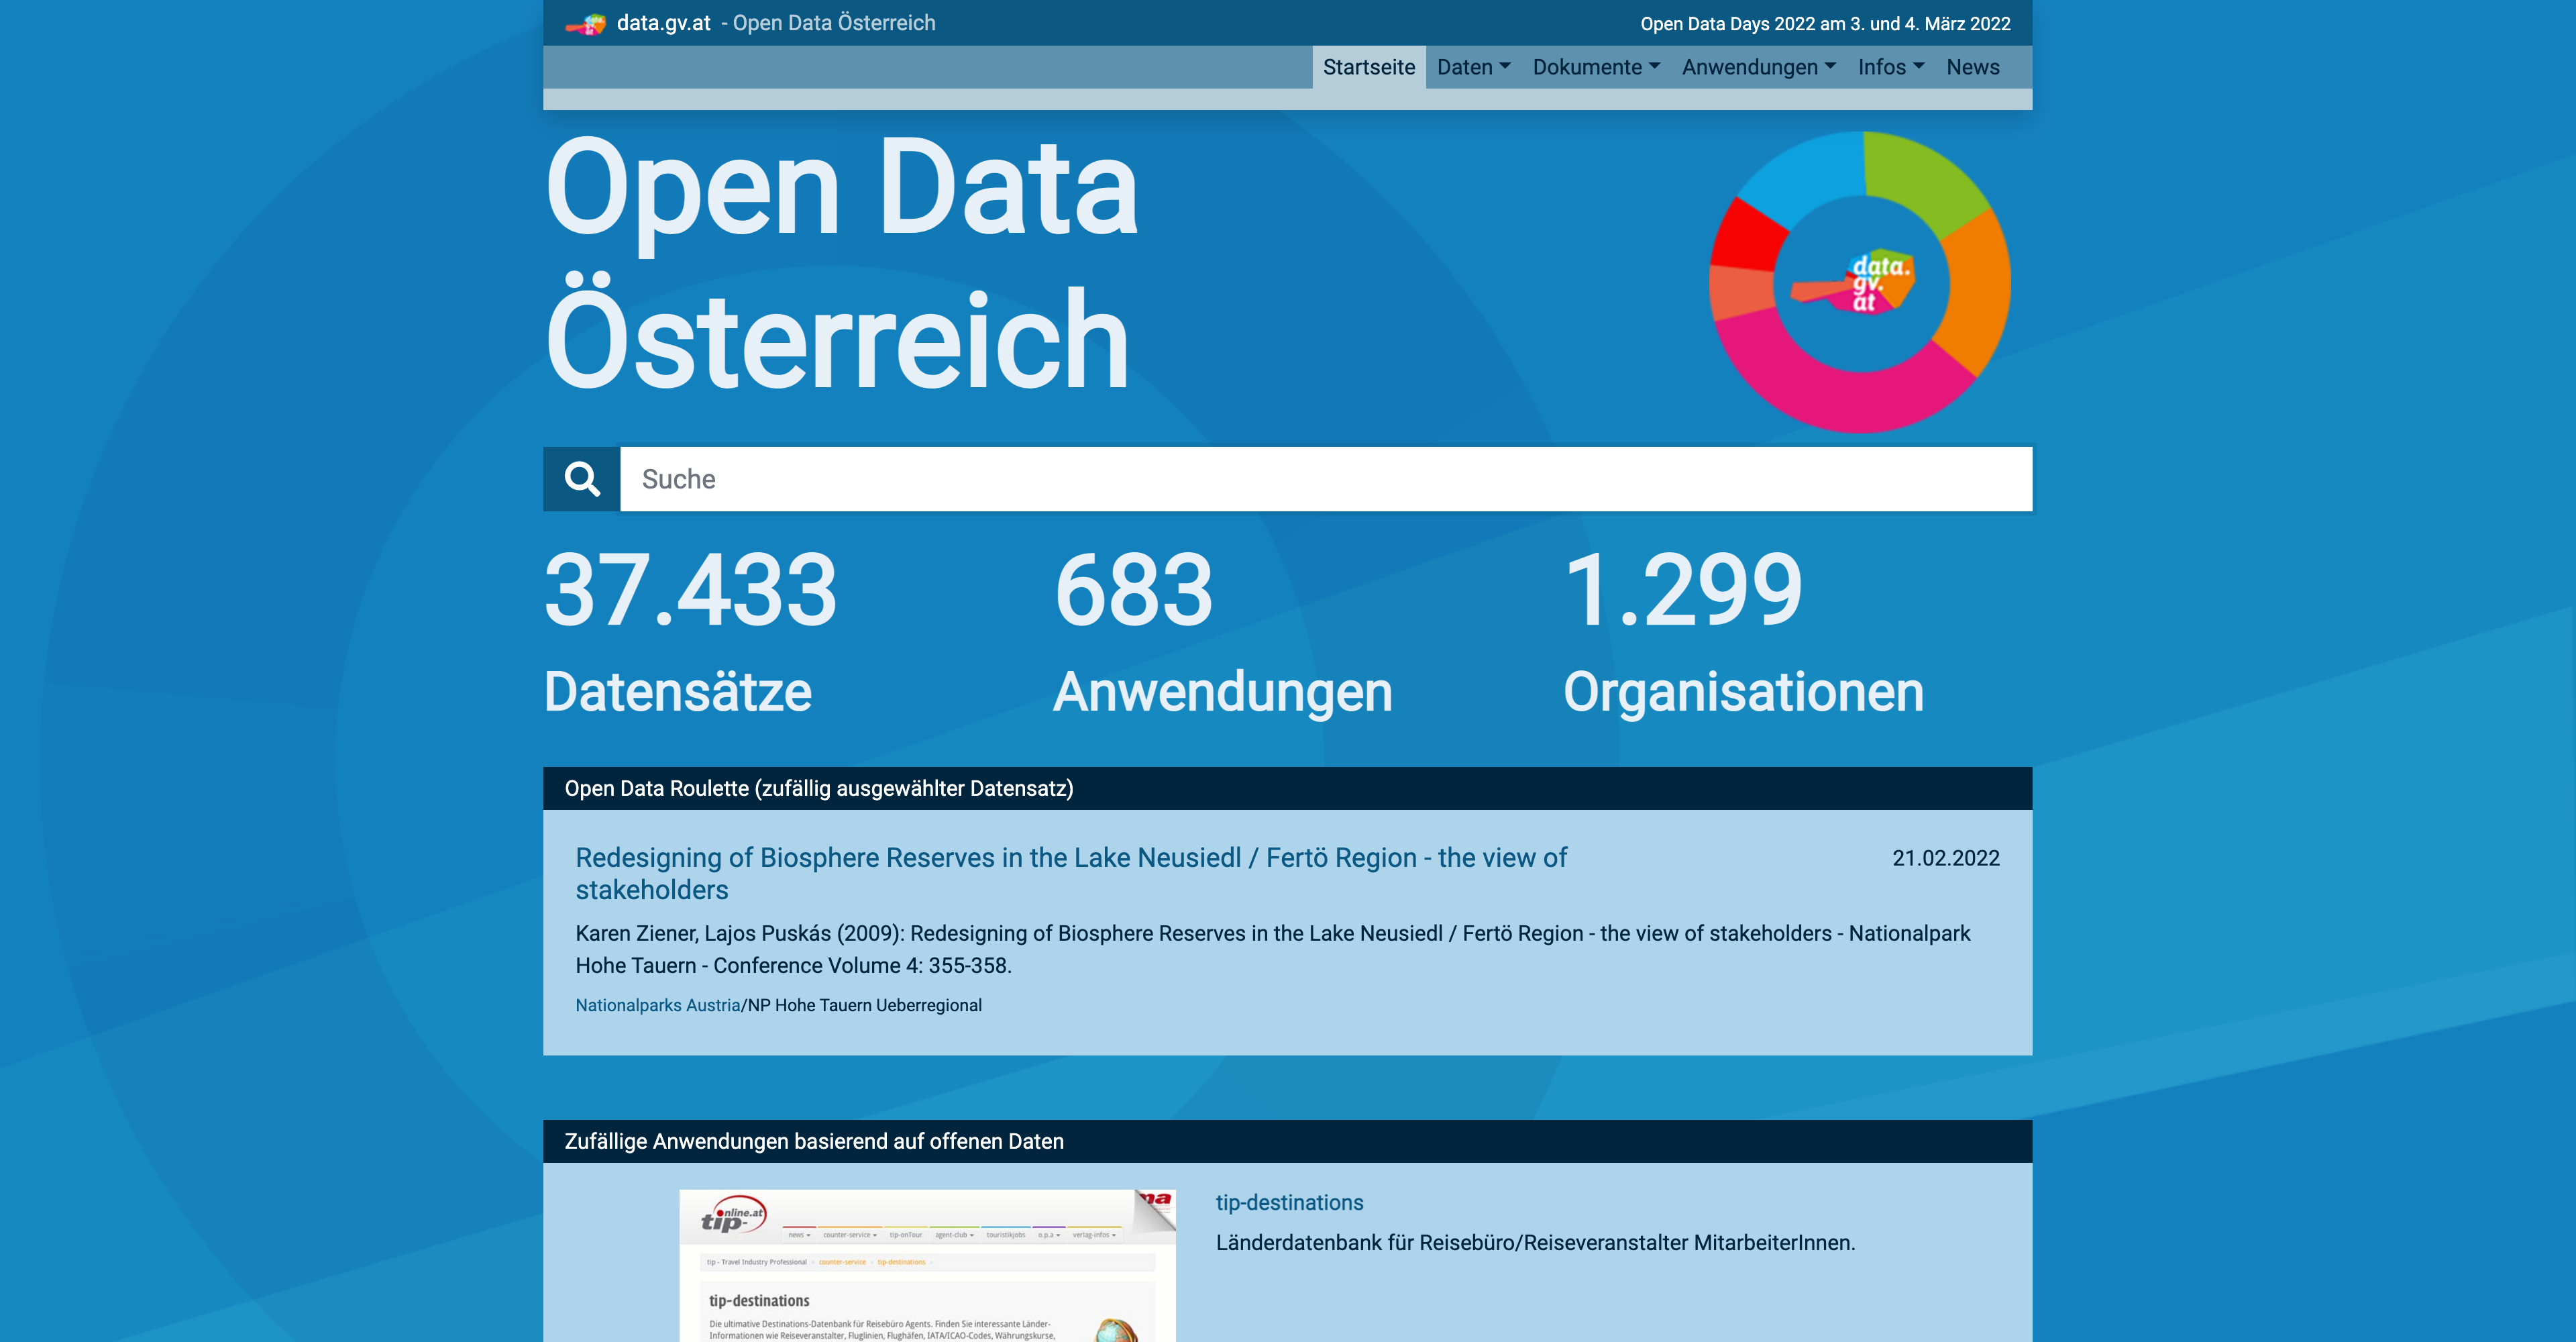 data.gv.at - Open Data Österreich
Open Data Days 2022 am 3. und 4. März 2022
Startseite Daten Dokumente Anwendungen Infos News
Open Data
Österreich
data.
gv.
at
Suche
37.433
Datensätze
683
Anwendungen
1.299
Organisationen
Open Data Roulette (zufällig ausgewählter Datensatz)
Redesigning of Biosphere Reserves in the Lake Neusiedl / Fertö Region - the view of
stakeholders
21.02.2022
Karen Ziener, Lajos Puskás (2009): Redesigning of Biosphere Reserves in the Lake Neusiedl / Fertö Region - the view of stakeholders - Nationalpark
Hohe Tauern - Conference Volume 4: 355-358.
Nationalparks Austria/NP Hohe Tauern Ueberregional
Zufällige Anwendungen basierend auf offenen Daten
tip-online.at
news counter-service tip-onTour agent-club touristikjobs o.p.a verlag-infos
tip - Travel Industry Professional » counter-service » tip-destinations »
tip-destinations
Die ultimative Destinations-Datenbank für Reisebüro Agents. Finden Sie interessante Länder-
Informationen wie Reiseveranstalter, Fluglinien, Flughäfen, IATA/ICAO-Codes, Währungskurse,
tip-destinations
Länderdatenbank für Reisebüro/Reiseveranstalter MitarbeiterInnen.